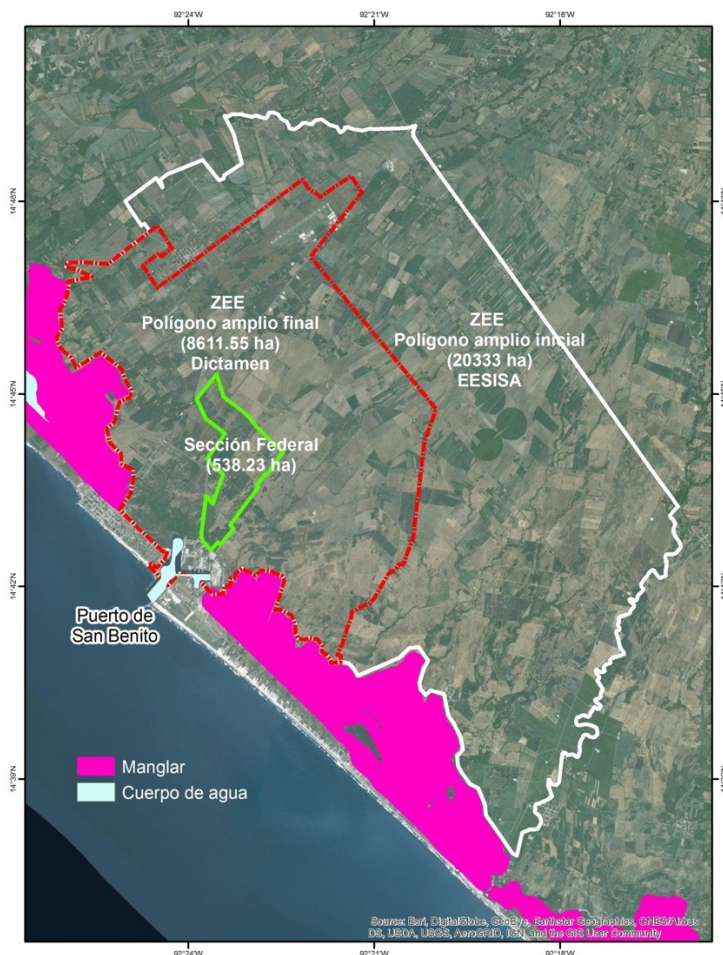 92°24'W
92°21'W
92°18'W
14°48'N
14°48'N
ZEE
Polígono amplio final
(8611.55 ha)
Dictamen
ZEE
Polígono amplio inicial
(20333 ha)
EESISA
14°45'N
Sección Federal
(538.23 ha)
14°42'N
Puerto de
San Benito
14°39'N
Manglar
Cuerpo de agua
Source: Esri, DigitalGlobe, GeoEye, Earthstar Geographics, CNES/Airbus
DS, USDA, USGS, AeroGRID, IGN, and the GIS User Community
92°24'W
92°21'W
92°18'W